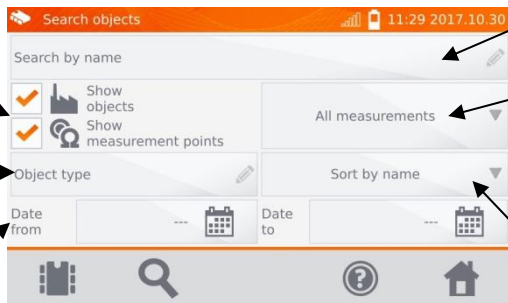 Search objects
11:29 2017.10.30
Search by name
Show
objects
Show
measurement points
All measurements
Object type
Sort by name
Date
from
---
Date
to
---
?